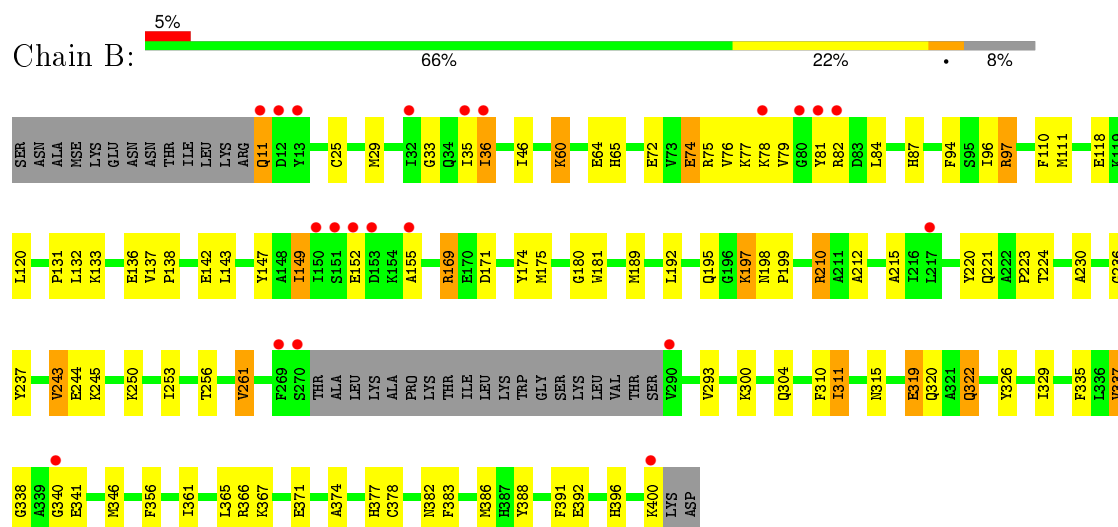 5%
Chain B:
66% 22% • 8%
SER ASN ALA MSE LYS GLU ASN ASN THR ILE LEU LYS ARG Q11 D12 Y13 C25 M29 I32 G33 Q34 I35 I36 I46 K60 E64 H65 E72 V73 E74 R75 V76 K77 K78 V79 G80 Y81 R82 D83 L84 H87 F94 S95 I96 R97 F110 M111 E118 K119
L120 P131 L132 K133 E136 V137 P138 E142 L143 Y147 A148 I149 I150 S151 E152 D153 K154 A155 R169 E170 D171 Y174 M175 G180 W181 M189 L192 Q195 G196 K197 N198 P199 R210 A211 A212 A215 I216 L217 Y220 Q221 A222 P223 T224 A230 G236
Y237 V243 E244 K245 K250 I253 T256 V261 F269 S270 THR ALA LEU LYS ALA PRO LYS THR ILE LEU LYS TRP GLY SER LYS LEU VAL THR SER V290 V293 K300 Q304 F310 I311 N315 E319 Q320 A321 Q322 Y326 I329 F335 L336 V337
G338 A339 G340 E341 M346 F356 I361 L365 R366 K367 E371 A374 H377 C378 N382 F383 M386 H387 Y388 F391 E392 H396 K400 LYS ASP